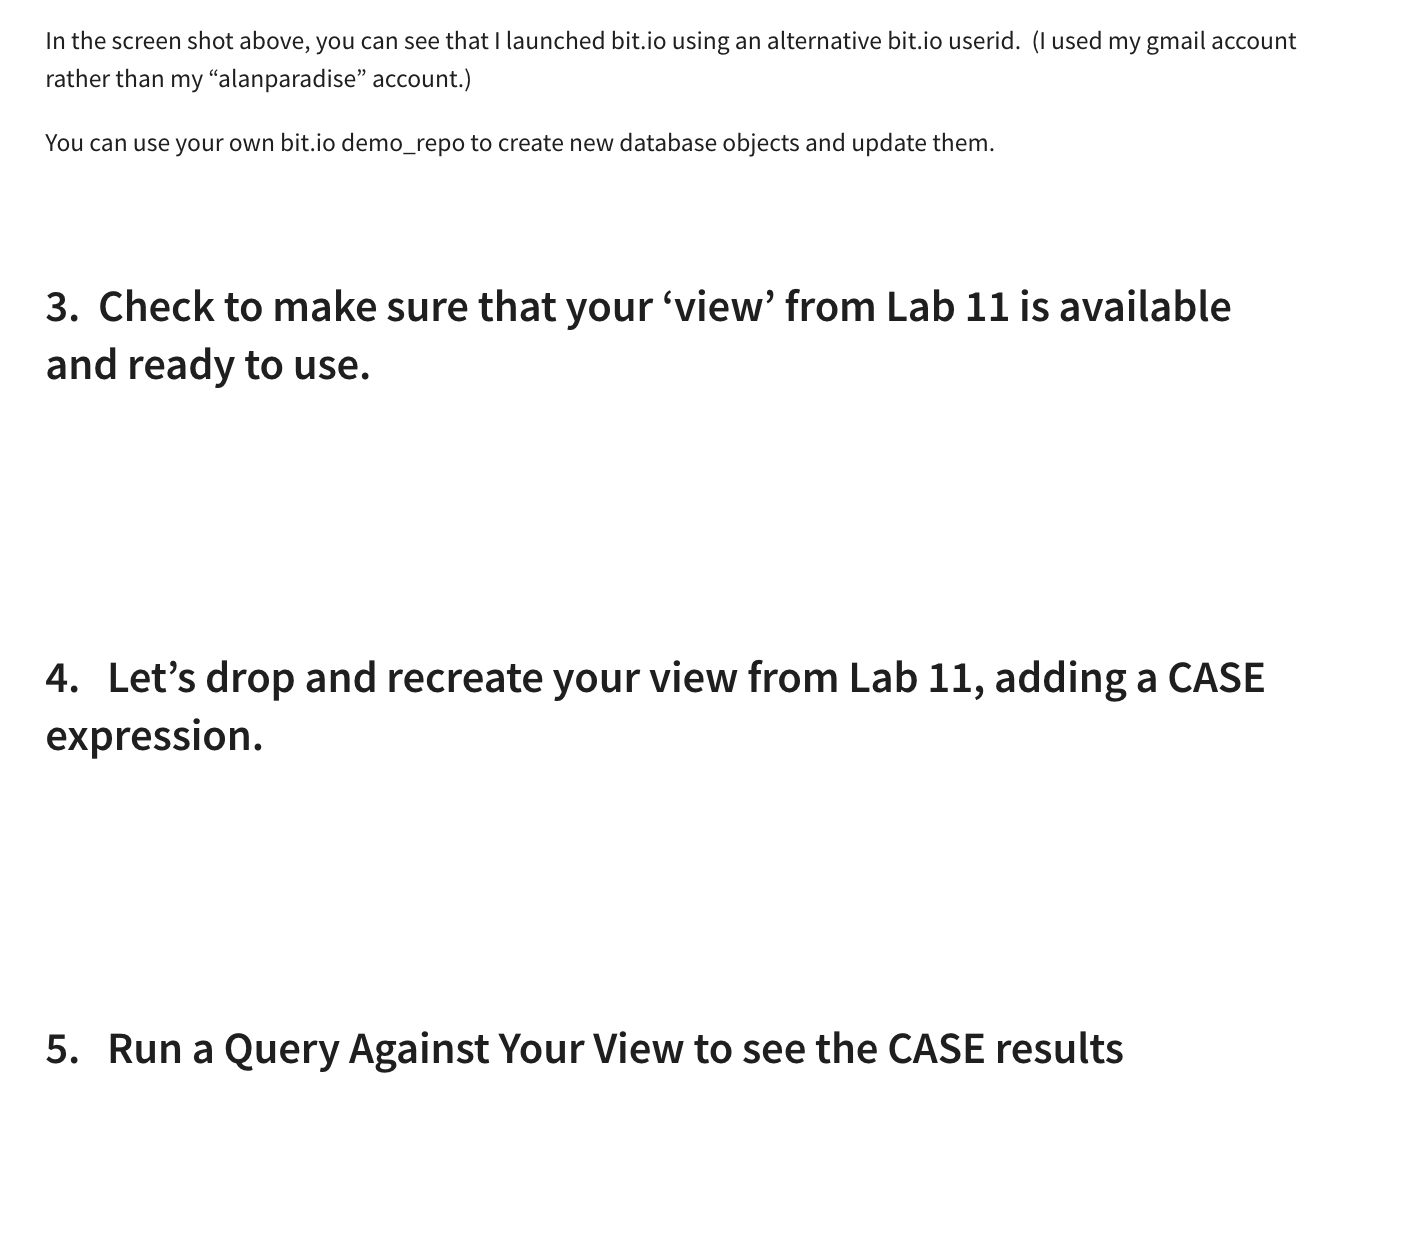 In the screen shot above, you can see that I launched bit.io using an alternative bit.io userid.  (I used my gmail account
rather than my “alanparadise” account.)
You can use your own bit.io demo_repo to create new database objects and update them.
3.  Check to make sure that your ‘view’ from Lab 11 is available
and ready to use.
4.   Let’s drop and recreate your view from Lab 11, adding a CASE
expression.
5.   Run a Query Against Your View to see the CASE results